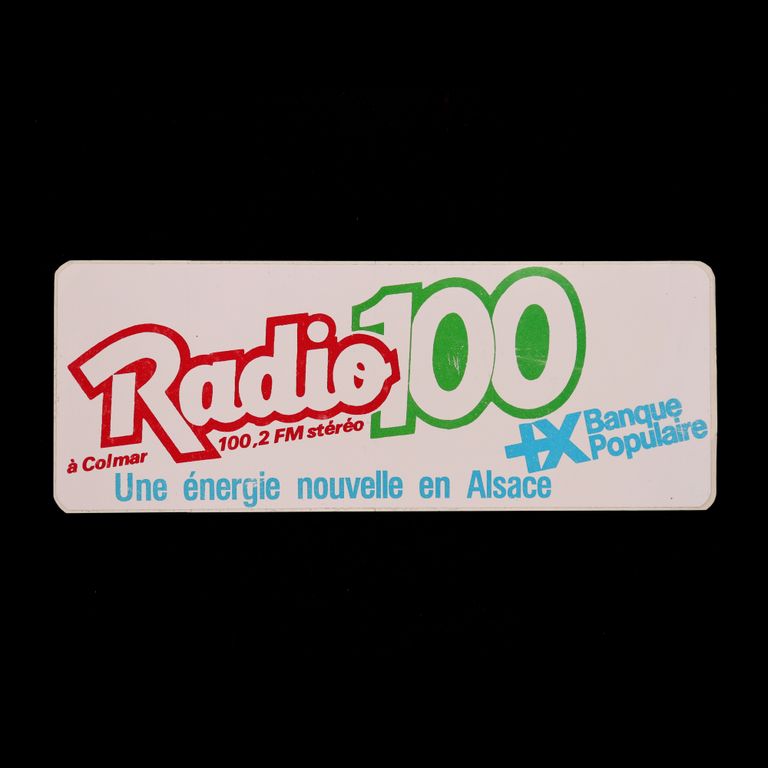 Radio 100
à Colmar
100,2 FM stéréo
+X Banque
Populaire
Une énergie nouvelle en Alsace